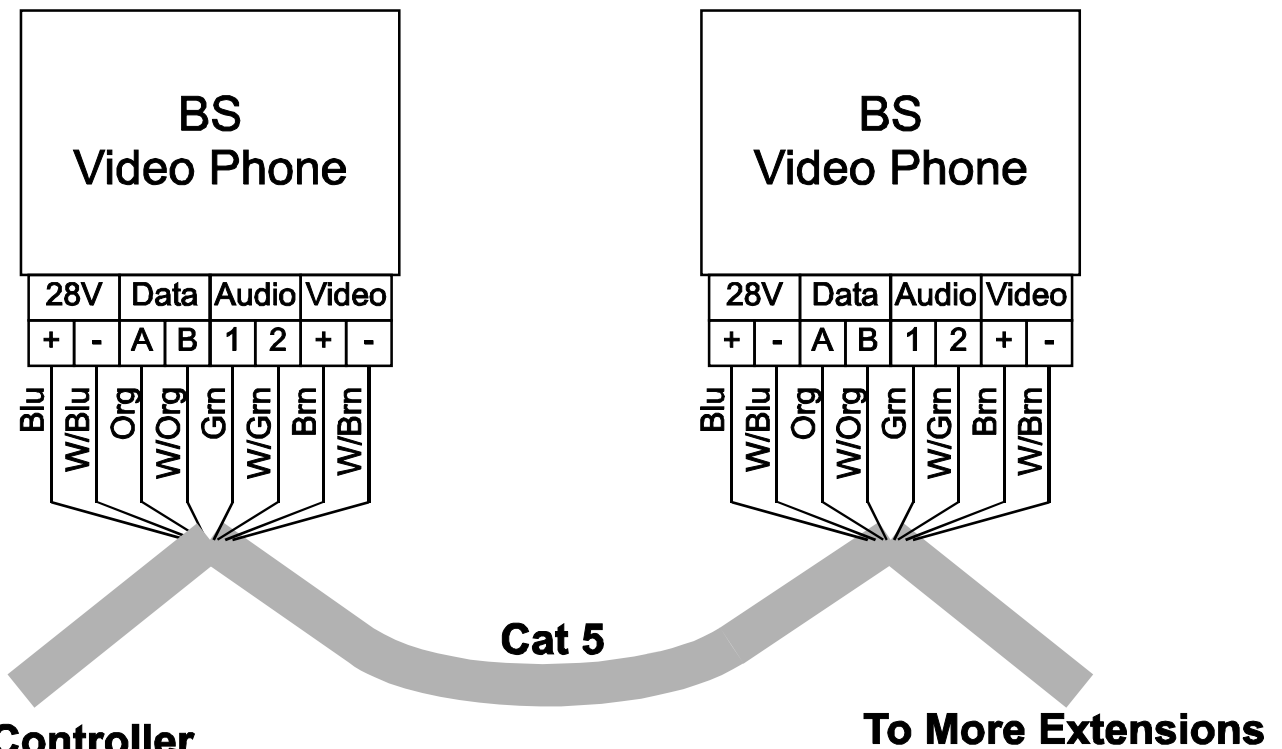 BS
Video Phone
28V Data Audio Video
+ - A B 1 2 + -
Blu W/Blu Org W/Org Grn W/Grn Brn W/Brn
BS
Video Phone
28V Data Audio Video
+ - A B 1 2 + -
Blu W/Blu Org W/Org Grn W/Grn Brn W/Brn
Cat 5
Controller
To More Extensions